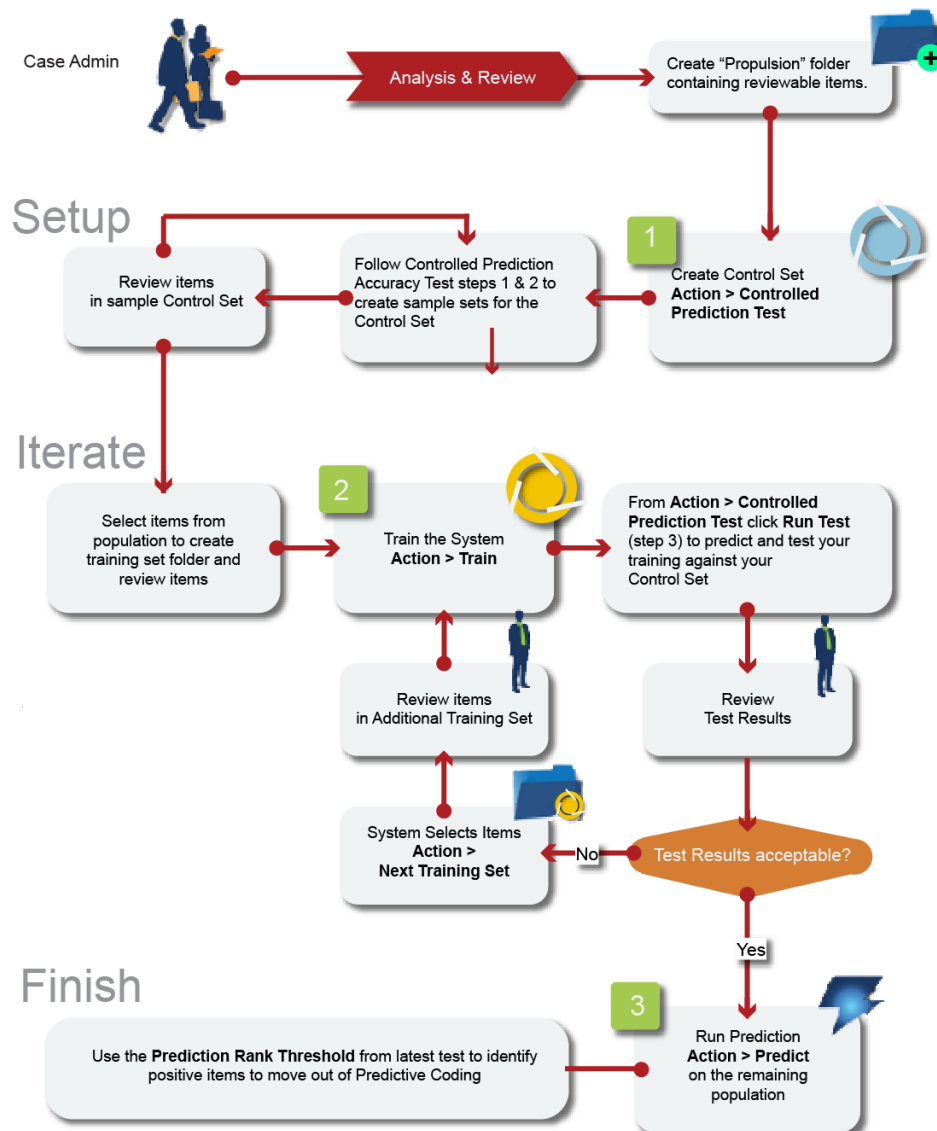 Case Admin
Analysis & Review
Create “Propulsion” folder
containing reviewable items.
Setup
1
Review items
in sample Control Set
Follow Controlled Prediction
Accuracy Test steps 1 & 2 to
create sample sets for the
Control Set
Create Control Set
Action > Controlled
Prediction Test
Iterate
2
Select items from
population to create
training set folder and
review items
Train the System
Action > Train
From Action > Controlled
Prediction Test click Run Test
(step 3) to predict and test your
training against your
Control Set
Review items
in Additional Training Set
Review
Test Results
System Selects Items
Action >
Next Training Set
No
Test Results acceptable?
Yes
Finish
3
Use the Prediction Rank Threshold from latest test to identify
positive items to move out of Predictive Coding
Run Prediction
Action > Predict
on the remaining
population